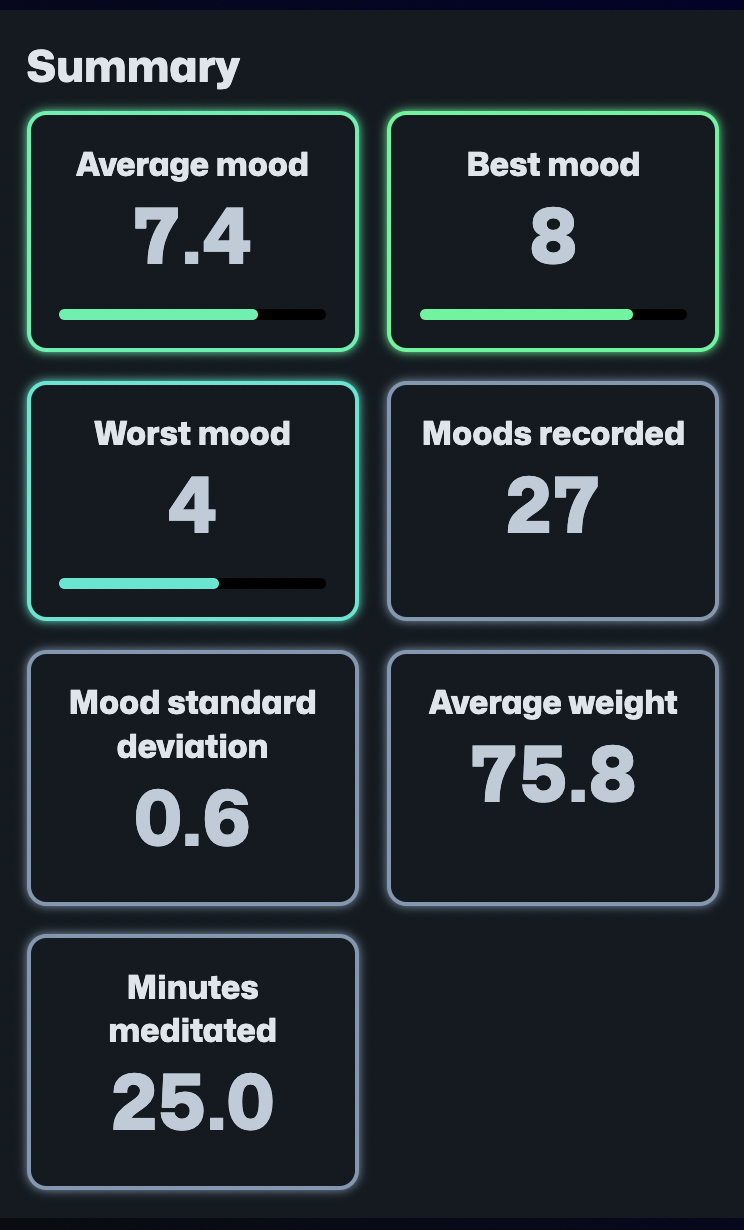 Summary
Average mood
7.4
Best mood
8
Worst mood
4
Moods recorded
27
Mood standard
deviation
0.6
Average weight
75.8
Minutes
meditated
25.0